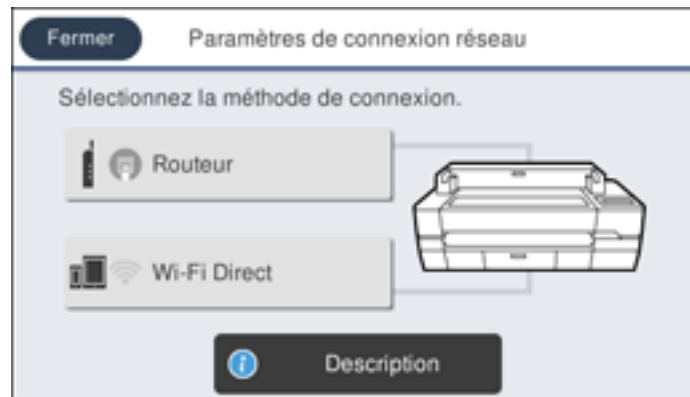 Fermer
Paramètres de connexion réseau
Sélectionnez la méthode de connexion.
Routeur
Wi-Fi Direct
Description